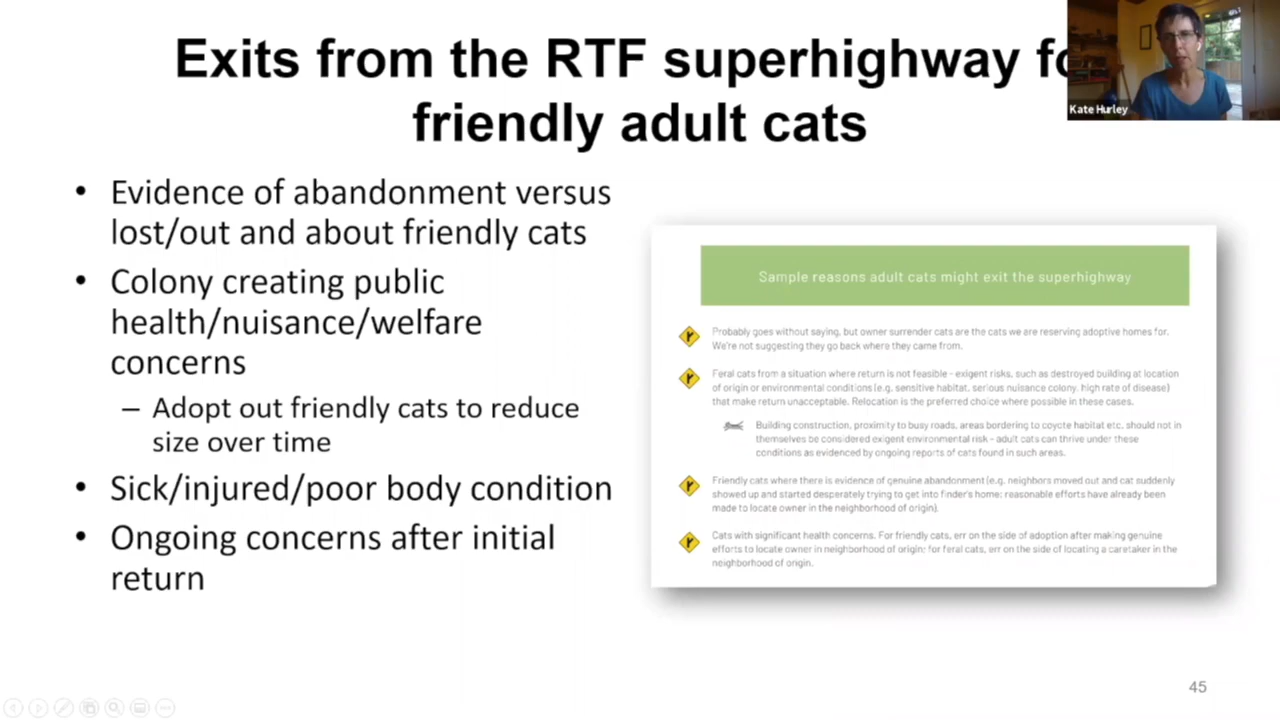 Exits from the RTF superhighway fo
friendly adult cats
Kate Hurley
• Evidence of abandonment versus
lost/out and about friendly cats
• Colony creating public
health/nuisance/welfare
concerns
– Adopt out friendly cats to reduce
size over time
• Sick/injured/poor body condition
• Ongoing concerns after initial
return
Sample reasons adult cats might exit the superhighway
Probably goes without saying, but owner surrender cats are the cats we are reserving adoptive homes for.
We're not suggesting they go back where they came from.
Feral cats from a situation where return is not feasible - exigent risks, such as destroyed building at location
of origin or environmental conditions (e.g. sensitive habitat, serious nuisance colony, high rate of disease)
that make return unacceptable. Relocation is the preferred choice where possible in these cases.
Building construction, proximity to busy roads, areas bordering to coyote habitat etc. should not in
themselves be considered exigent environmental risk – adult cats can thrive under these
conditions as evidenced by ongoing reports of cats found in such areas.
Friendly cats where there is evidence of genuine abandonment (e.g. neighbors moved out and cat suddenly
showed up and started desperately trying to get into finder's home; reasonable efforts have already been
made to locate owner in the neighborhood of origin).
Cats with significant health concerns. For friendly cats, err on the side of adoption after making genuine
efforts to locate owner in neighborhood of origin; for feral cats, err on the side of locating a caretaker in the
neighborhood of origin.
45